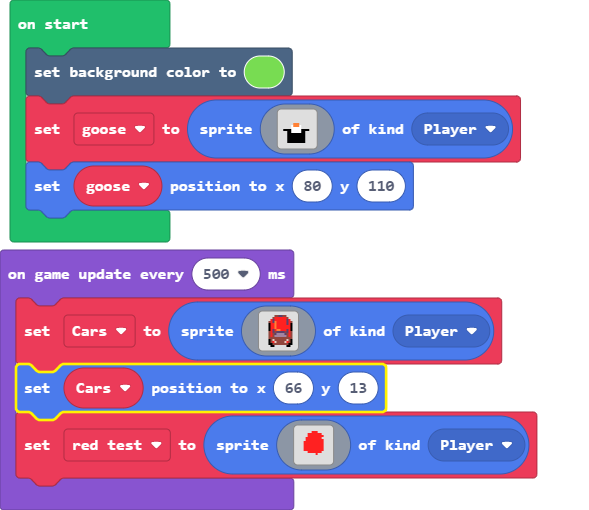 on start
set background color to
set goose to sprite of kind Player
set goose position to x 80 y 110
on game update every 500 ms
set Cars to sprite of kind Player
set Cars position to x 66 y 13
set red test to sprite of kind Player